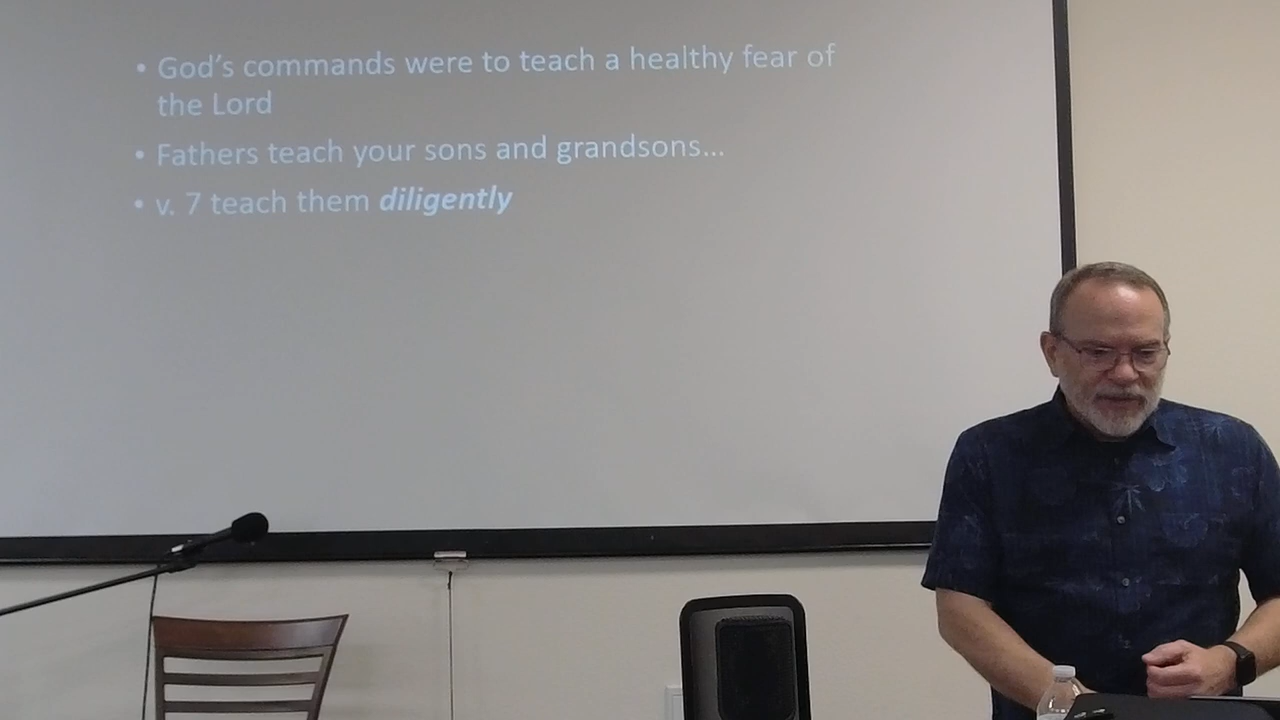 • God's commands were to teach a healthy fear of
the Lord
• Fathers teach your sons and grandsons...
• v. 7 teach them diligently